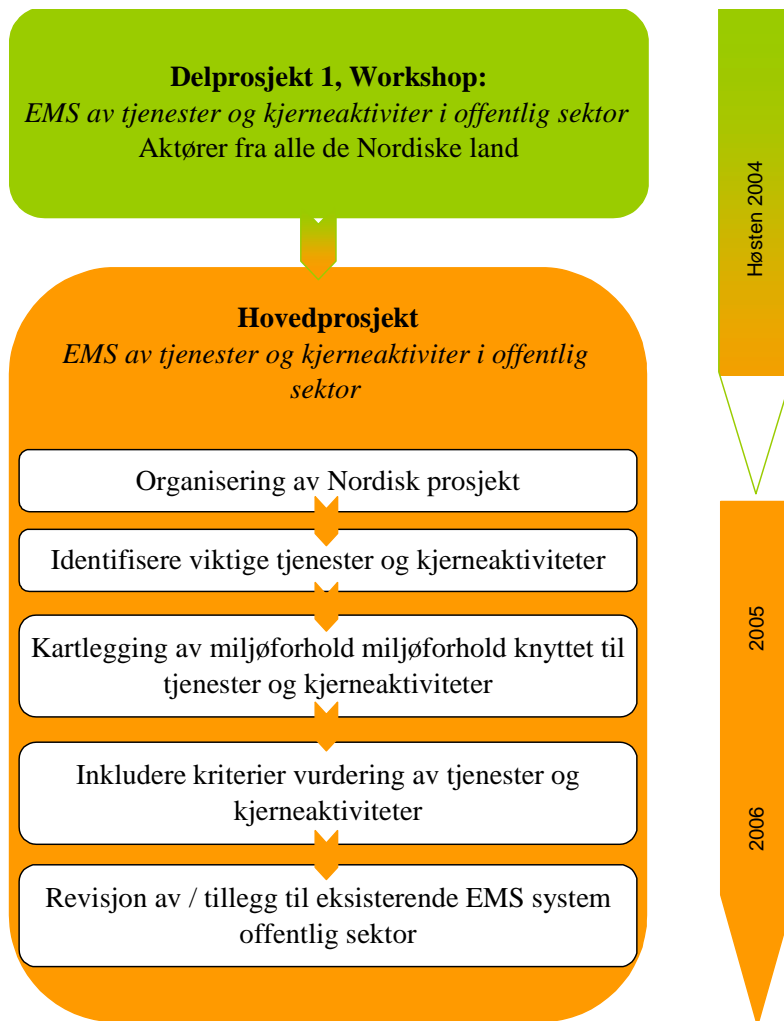 Delprosjekt 1, Workshop:
EMS av tjenester og kjerneaktiviter i offentlig sektor
Aktører fra alle de Nordiske land
Høsten 2004
Hovedprosjekt
EMS av tjenester og kjerneaktiviter i offentlig
sektor
Organisering av Nordisk prosjekt
Identifisere viktige tjenester og kjerneaktiviteter
Kartlegging av miljøforhold miljøforhold knyttet til
tjenester og kjerneaktiviteter
Inkludere kriterier vurdering av tjenester og
kjerneaktiviteter
Revisjon av / tillegg til eksisterende EMS system
offentlig sektor
2005
2006